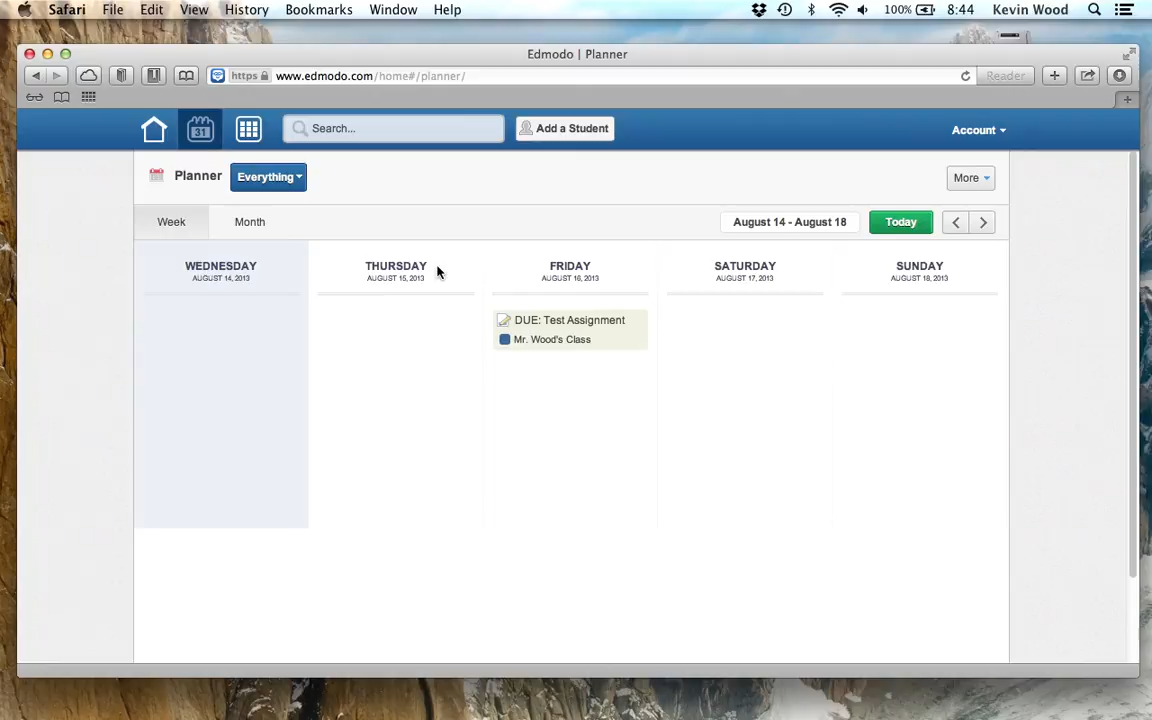 Safari File Edit View History Bookmarks Window Help 100% 8:44 Kevin Wood
Edmodo | Planner
https www.edmodo.com/home#/planner/ Reader
31 Search... Add a Student Account
Planner Everything More
Week Month August 14 - August 18 Today
WEDNESDAY THURSDAY FRIDAY SATURDAY SUNDAY
AUGUST 14, 2013 AUGUST 15, 2013 AUGUST 16, 2013 AUGUST 17, 2013 AUGUST 18, 2013
DUE: Test Assignment
Mr. Wood's Class